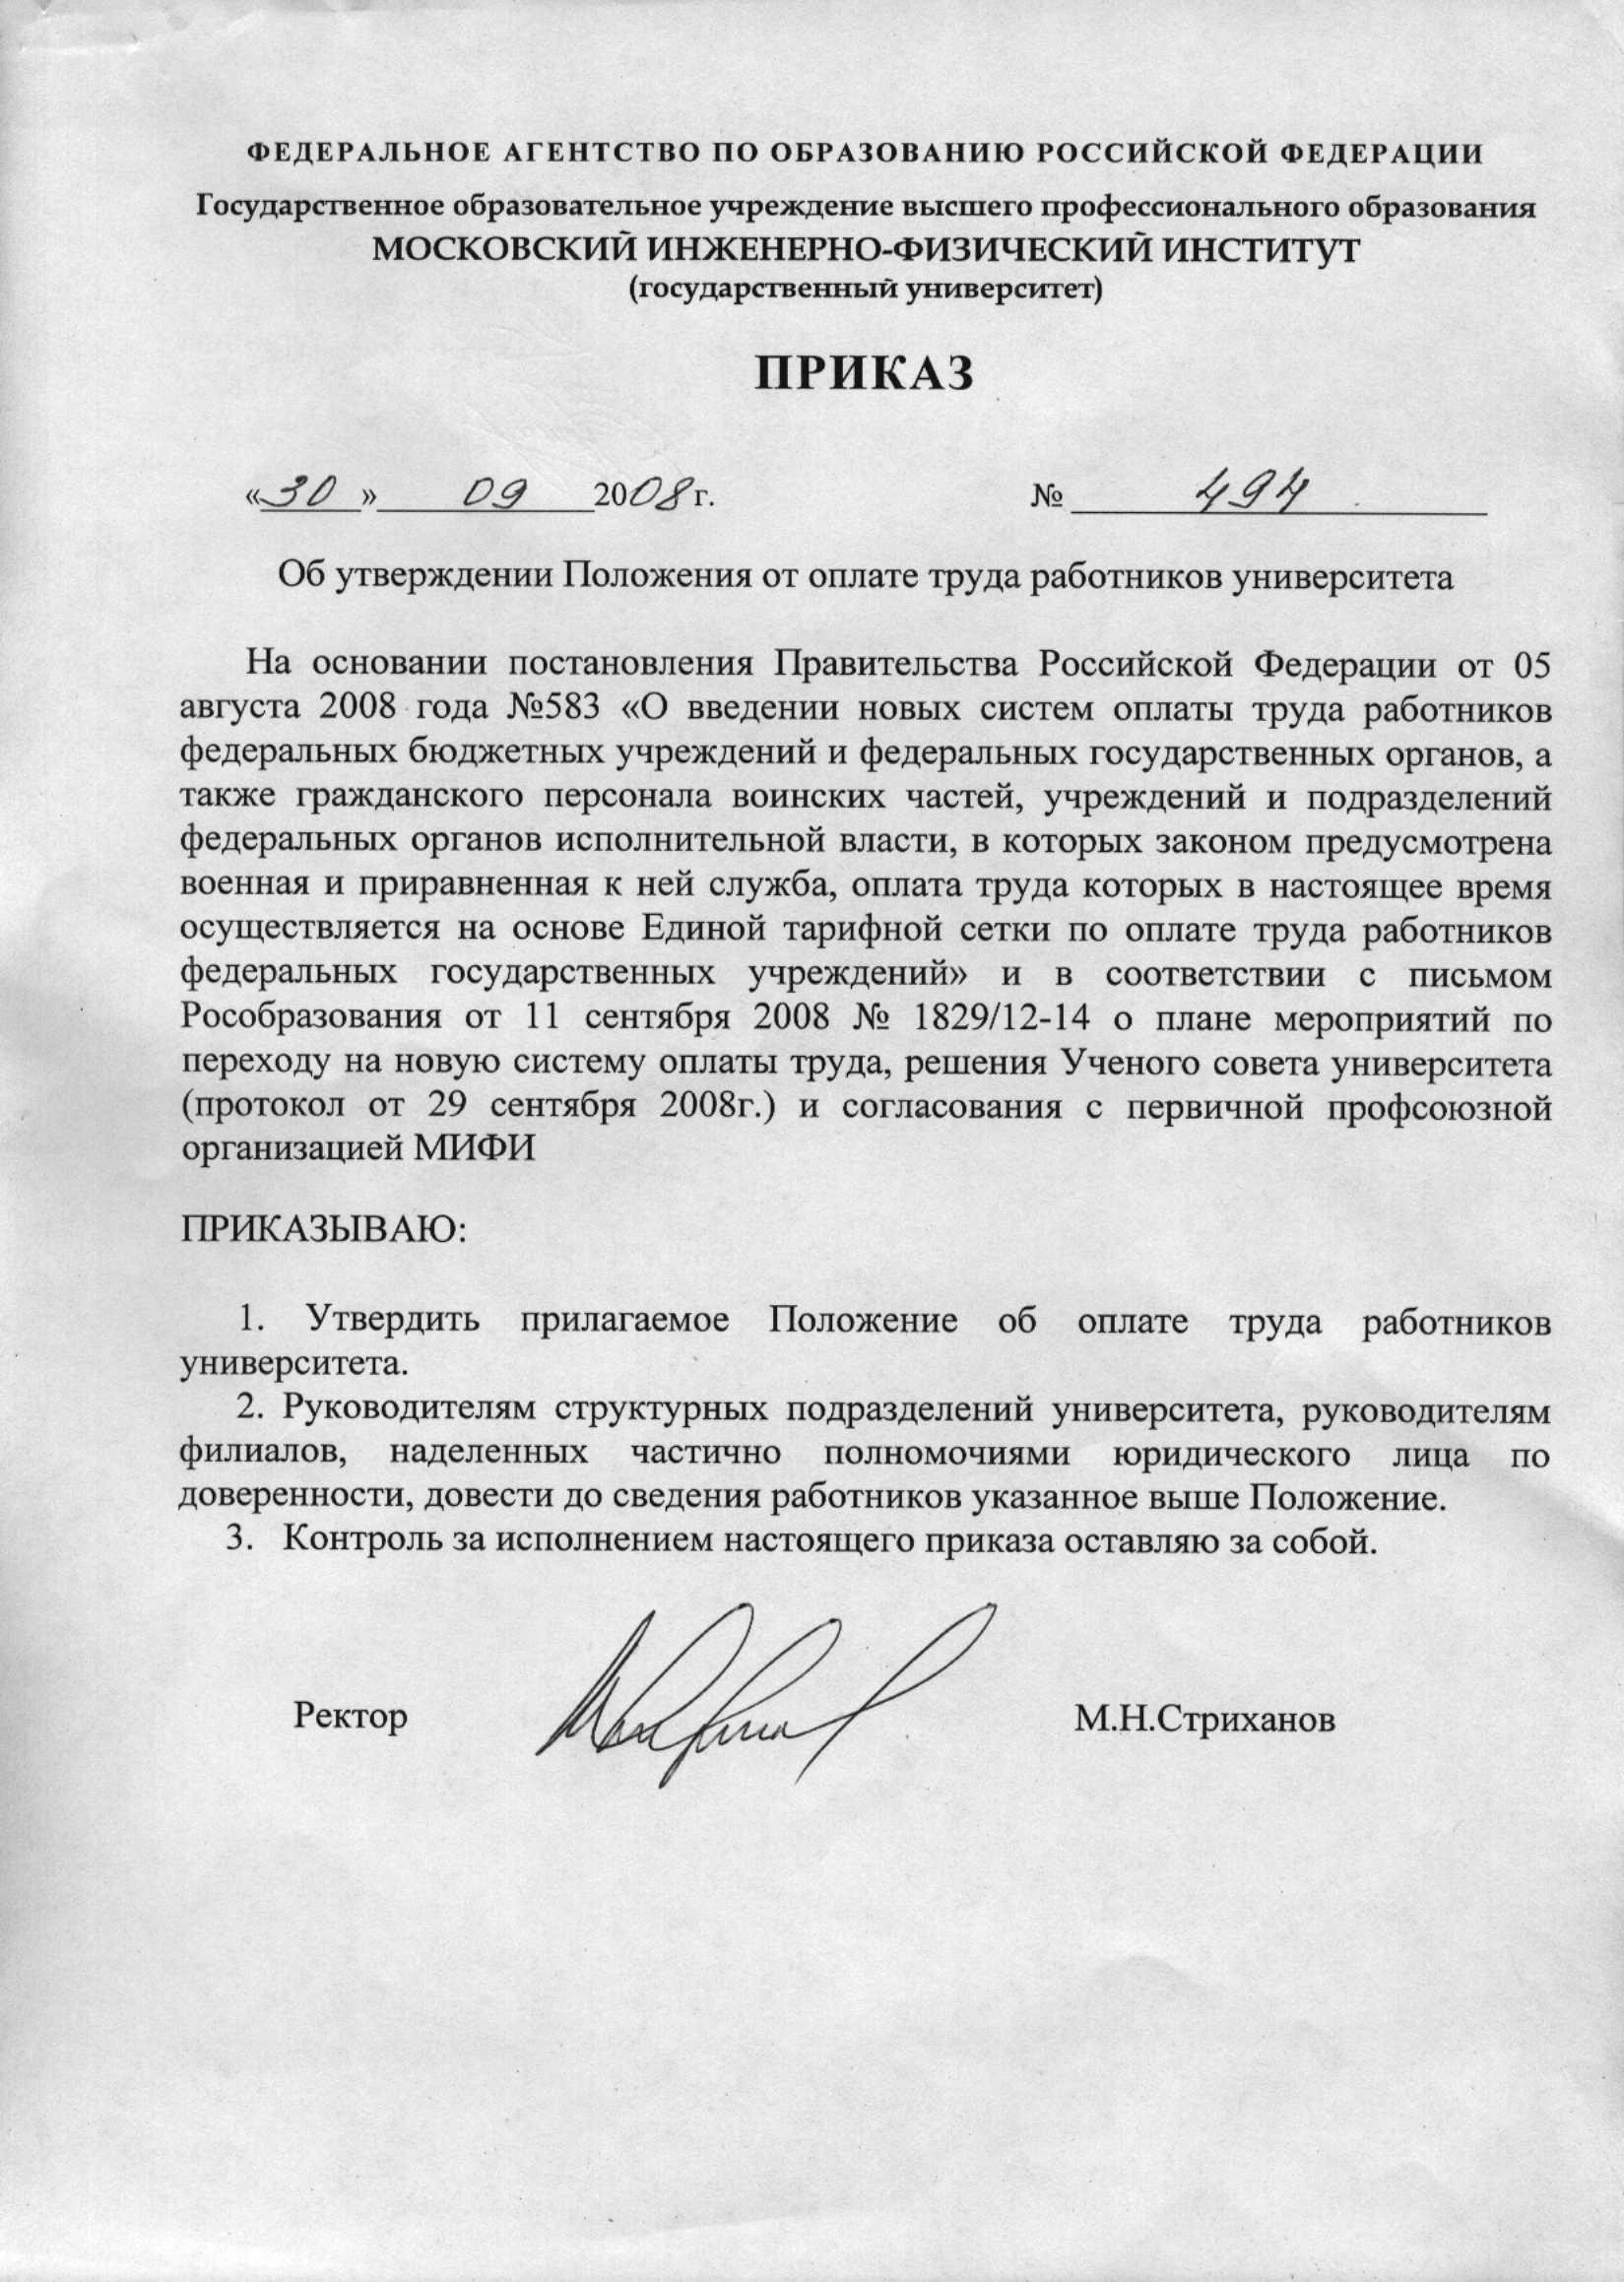 ФЕДЕРАЛЬНОЕ АГЕНТСТВО ПО ОБРАЗОВАНИЮ РОССИЙСКОЙ ФЕДЕРАЦИИ
Государственное образовательное учреждение высшего профессионального образования
МОСКОВСКИЙ ИНЖЕНЕРНО-ФИЗИЧЕСКИЙ ИНСТИТУТ
(государственный университет)
ПРИКАЗ
«30» 09 2008 г. № 494
Об утверждении Положения от оплате труда работников университета
На основании постановления Правительства Российской Федерации от 05
августа 2008 года №583 «О введении новых систем оплаты труда работников
федеральных бюджетных учреждений и федеральных государственных органов, а
также гражданского персонала воинских частей, учреждений и подразделений
федеральных органов исполнительной власти, в которых законом предусмотрена
военная и приравненная к ней служба, оплата труда которых в настоящее время
осуществляется на основе Единой тарифной сетки по оплате труда работников
федеральных государственных учреждений» и в соответствии с письмом
Рособразования от 11 сентября 2008 № 1829/12-14 о плане мероприятий по
переходу на новую систему оплаты труда, решения Ученого совета университета
(протокол от 29 сентября 2008г.) и согласования с первичной профсоюзной
организацией МИФИ
ПРИКАЗЫВАЮ:
1. Утвердить прилагаемое Положение об оплате труда работников
университета.
2. Руководителям структурных подразделений университета, руководителям
филиалов, наделенных частично полномочиями юридического лица по
доверенности, довести до сведения работников указанное выше Положение.
3. Контроль за исполнением настоящего приказа оставляю за собой.
Ректор М.Н.Стриханов